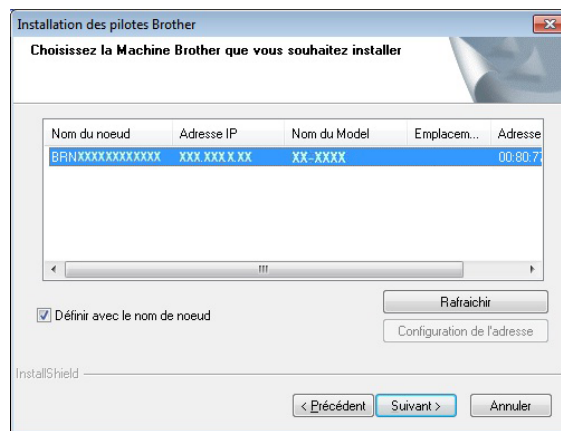 Installation des pilotes Brother
Choisissez la Machine Brother que vous souhaitez installer
Nom du noeud Adresse IP Nom du Model Emplacem... Adresse
BRNXXXXXXXXXXXX XXX.XXX.X.XX XX-XXXX 00:80:77
Rafraichir
Définir avec le nom de noeud
Configuration de l'adresse
InstallShield
< Précédent Suivant > Annuler